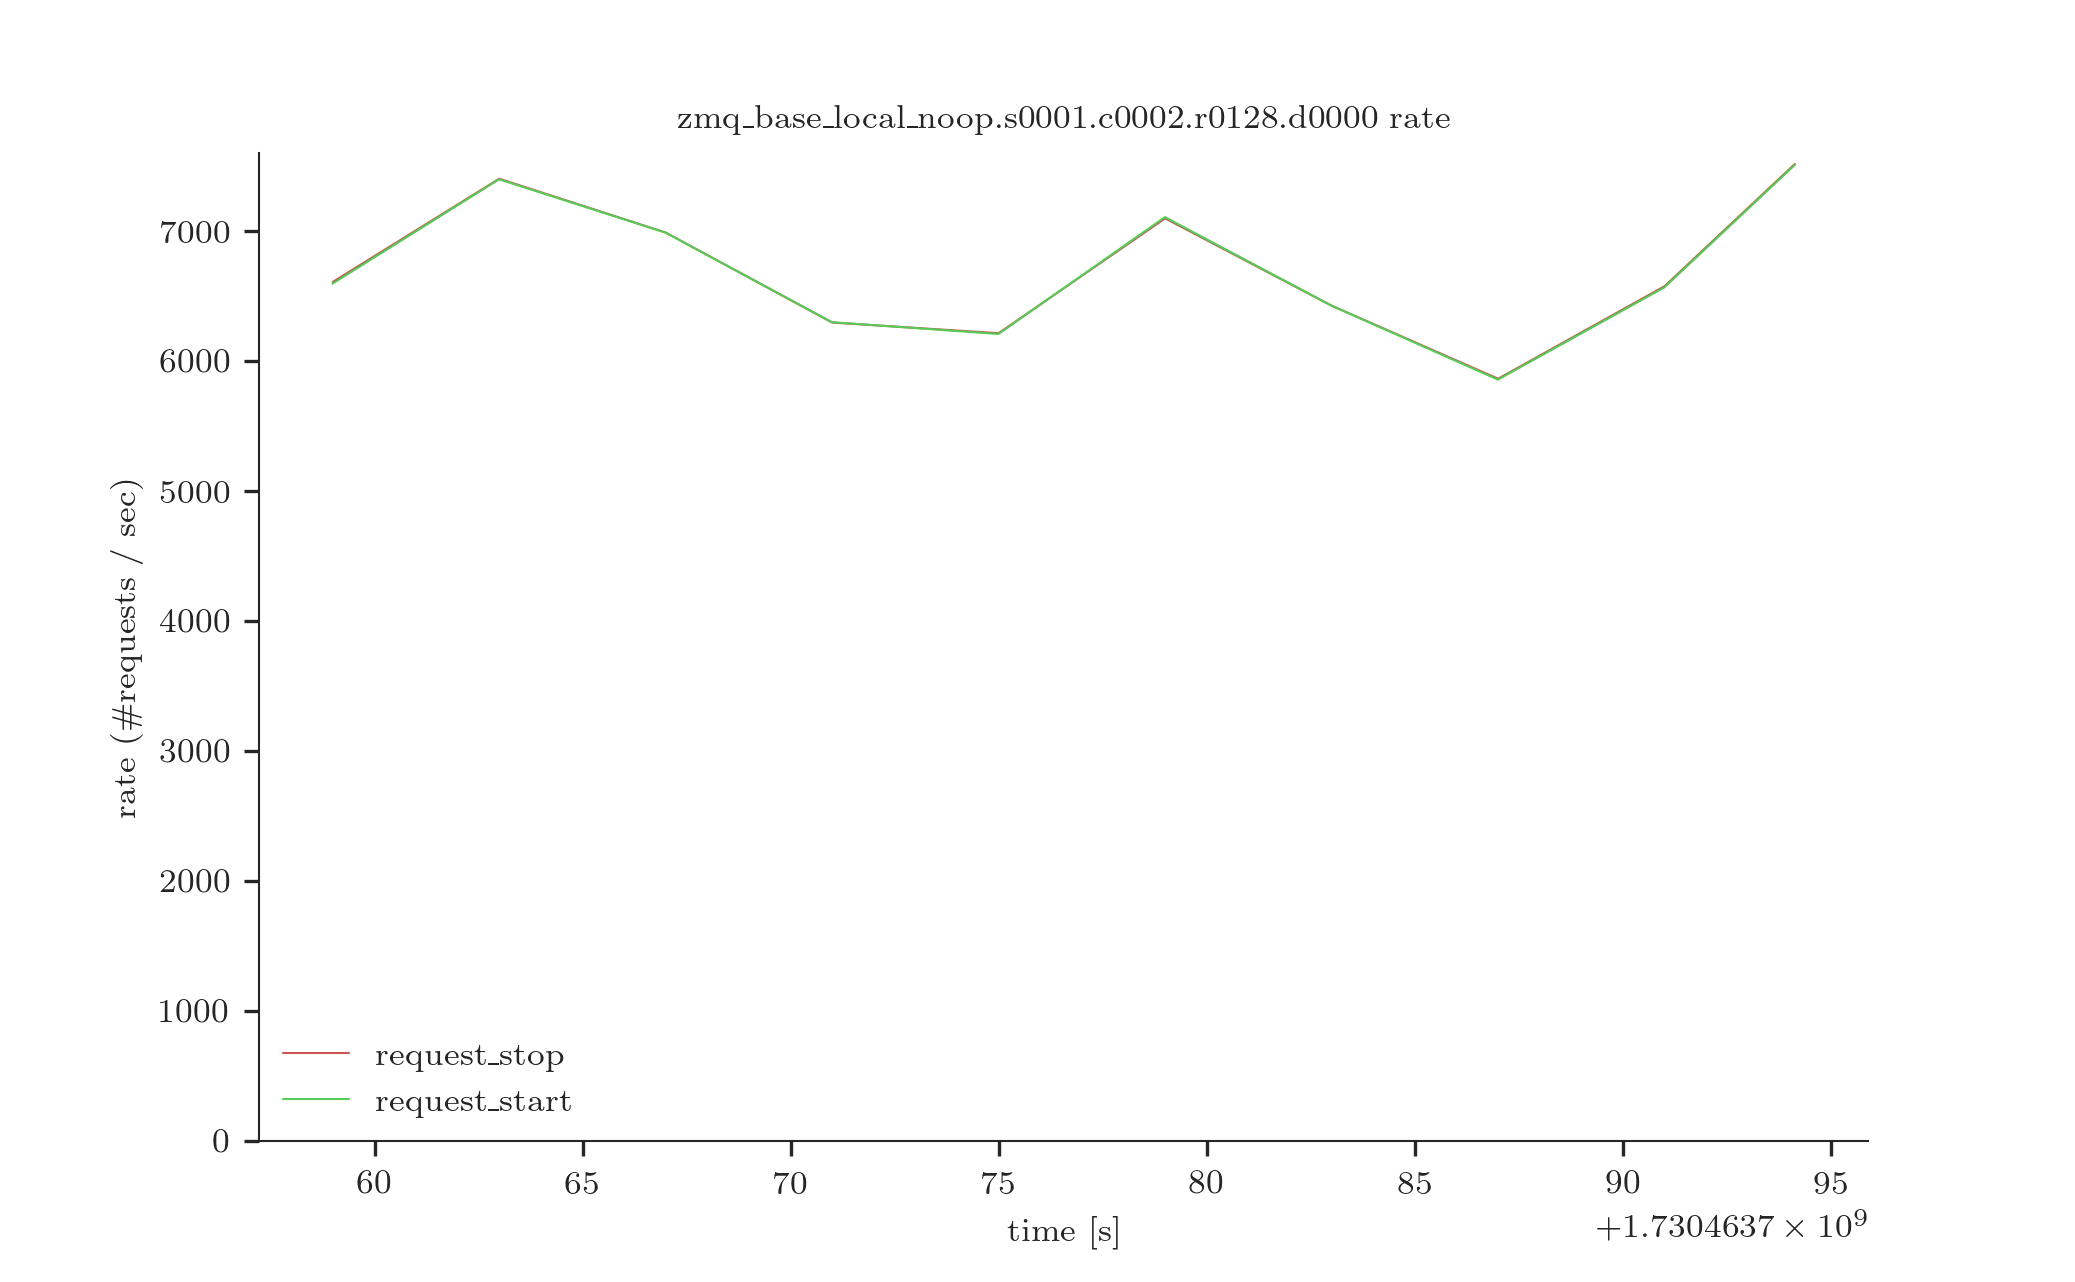 zmq_base_local_noop.s0001.c0002.r0128.d0000 rate
rate (#requests / sec)
7000
6000
5000
4000
3000
2000
1000
0
request_stop
request_start
60 65 70 75 80 85 90 95
time [s]
+1.7304637 × 10⁹